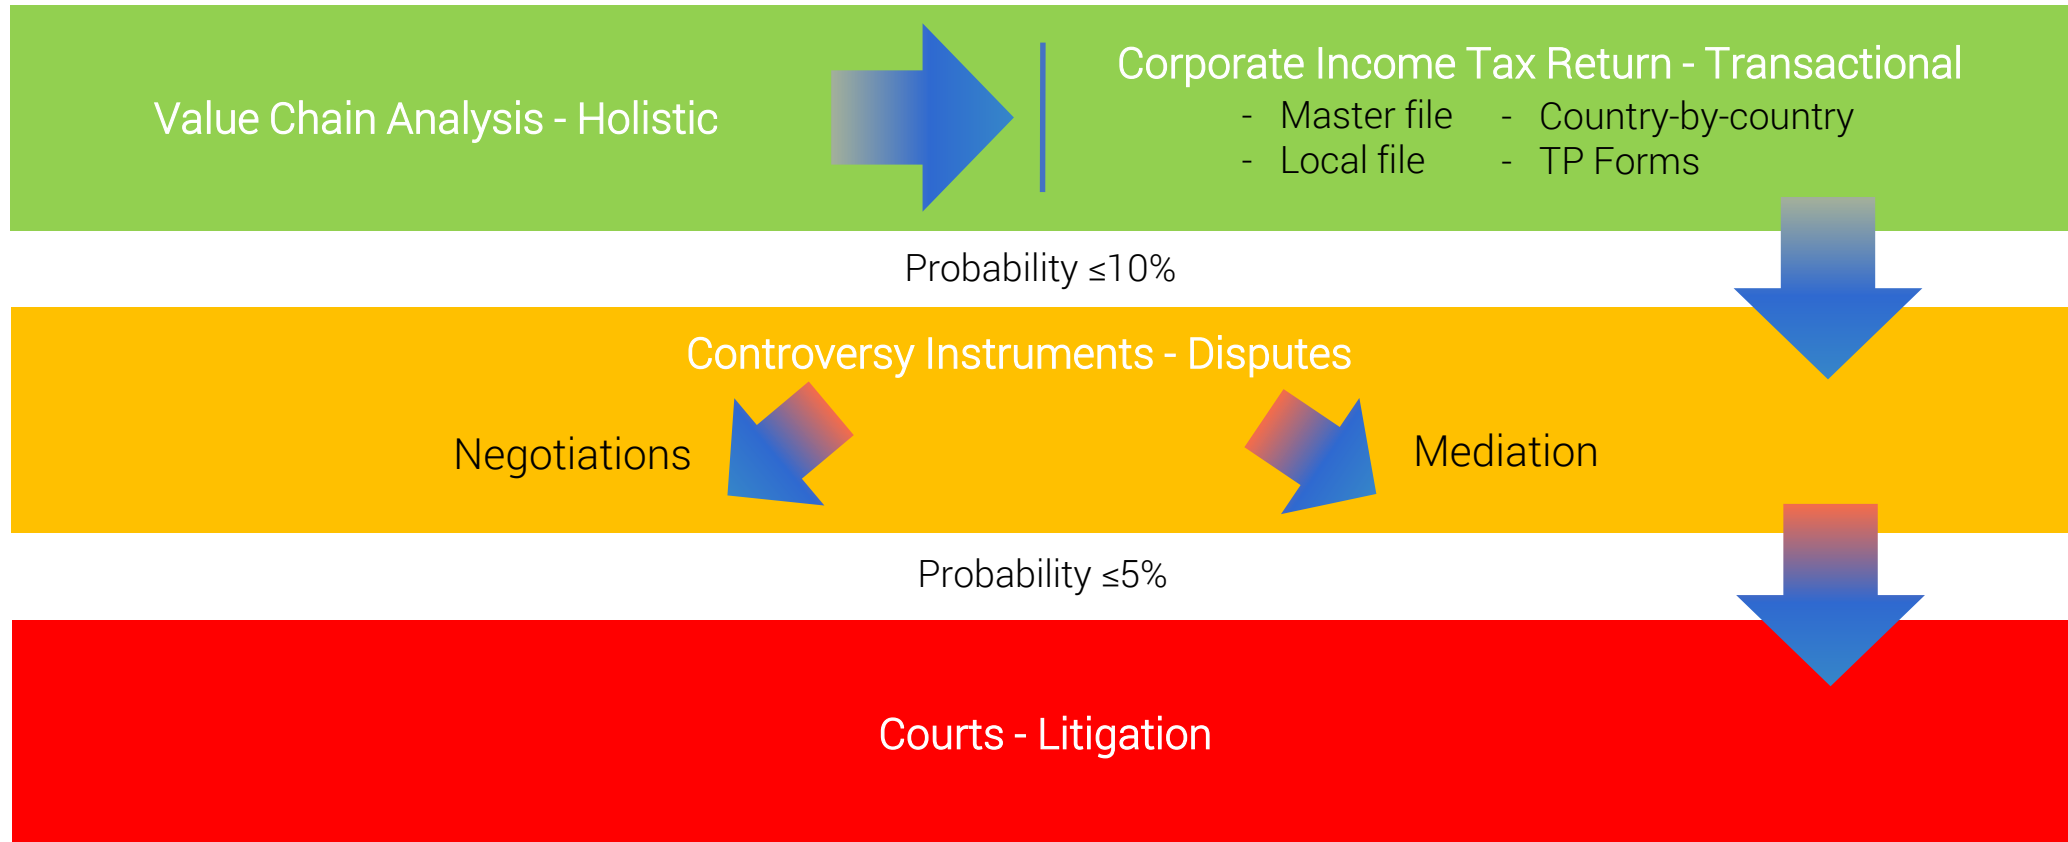 Value Chain Analysis - Holistic
Corporate Income Tax Return - Transactional
- Master file - Country-by-country
- Local file - TP Forms
Probability ≤10%
Controversy Instruments - Disputes
Negotiations
Mediation
Probability ≤5%
Courts - Litigation